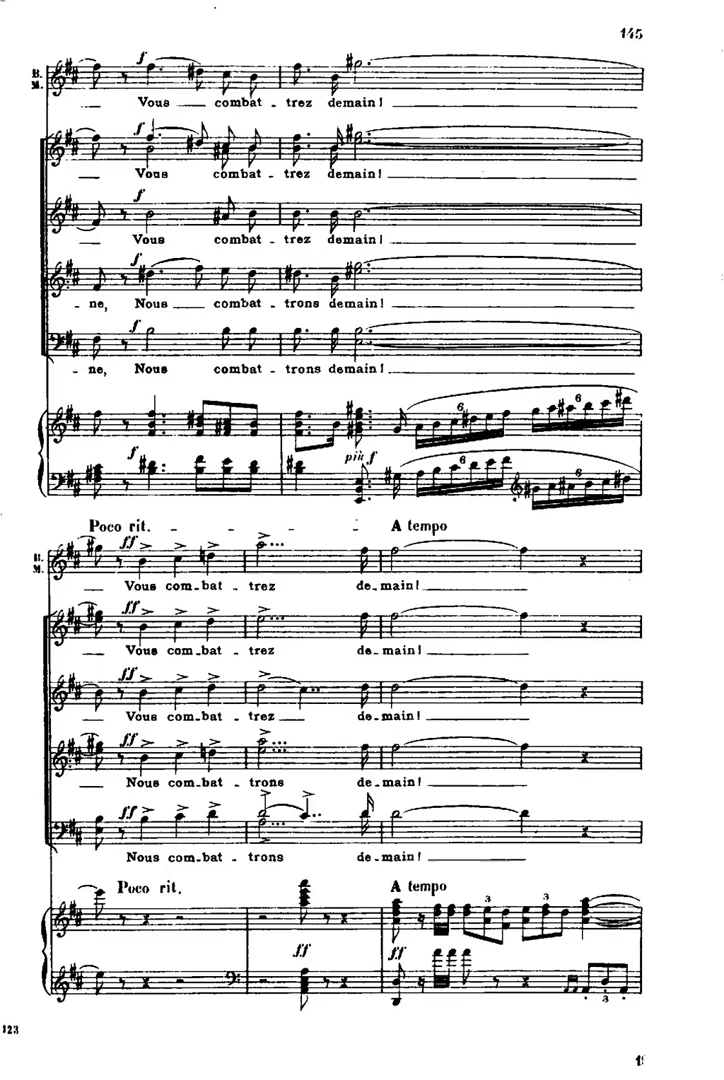 145
B.
M.
f
Vous combat - trez demain!
f
Vous combat - trez demain!
f
Vous combat - trez demain!
f
- ne, Nous combat - trons demain!
f
- ne, Nous combat - trons demain!
6 6
f più f
6 6
Poco rit. - - - - A tempo
B.
M.
ff
Vous com-bat - trez de-main!
ff
Vous com-bat - trez de-main!
ff
Vous com-bat - trez de-main!
ff
Nous com-bat - trons de-main!
ff
Nous com-bat - trons de-main!
Poco rit. A tempo
3 3
ff ff
3
123